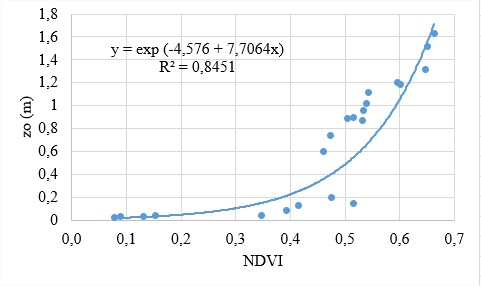 1,8
1,6
1,4
1,2
1
0,8
0,6
0,4
0,2
0
zo (m)
y = exp (-4,576 + 7,7064x)
R² = 0,8451
0,0 0,1 0,2 0,3 0,4 0,5 0,6 0,7
NDVI